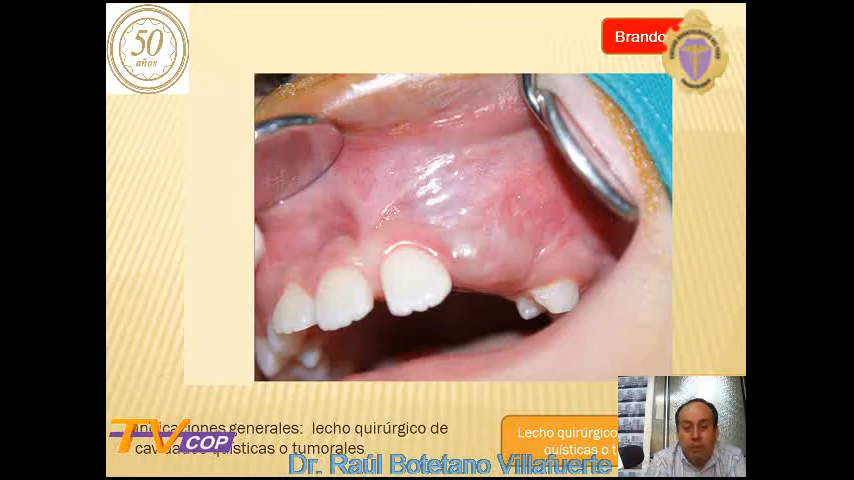 50
años
Brando
Indicaciones generales: lecho quirúrgico de
cavidades quísticas o tumorales
TV COP
Lecho quirúrgico
quísticas o t
Dr. Raúl Botetano Villafuerte